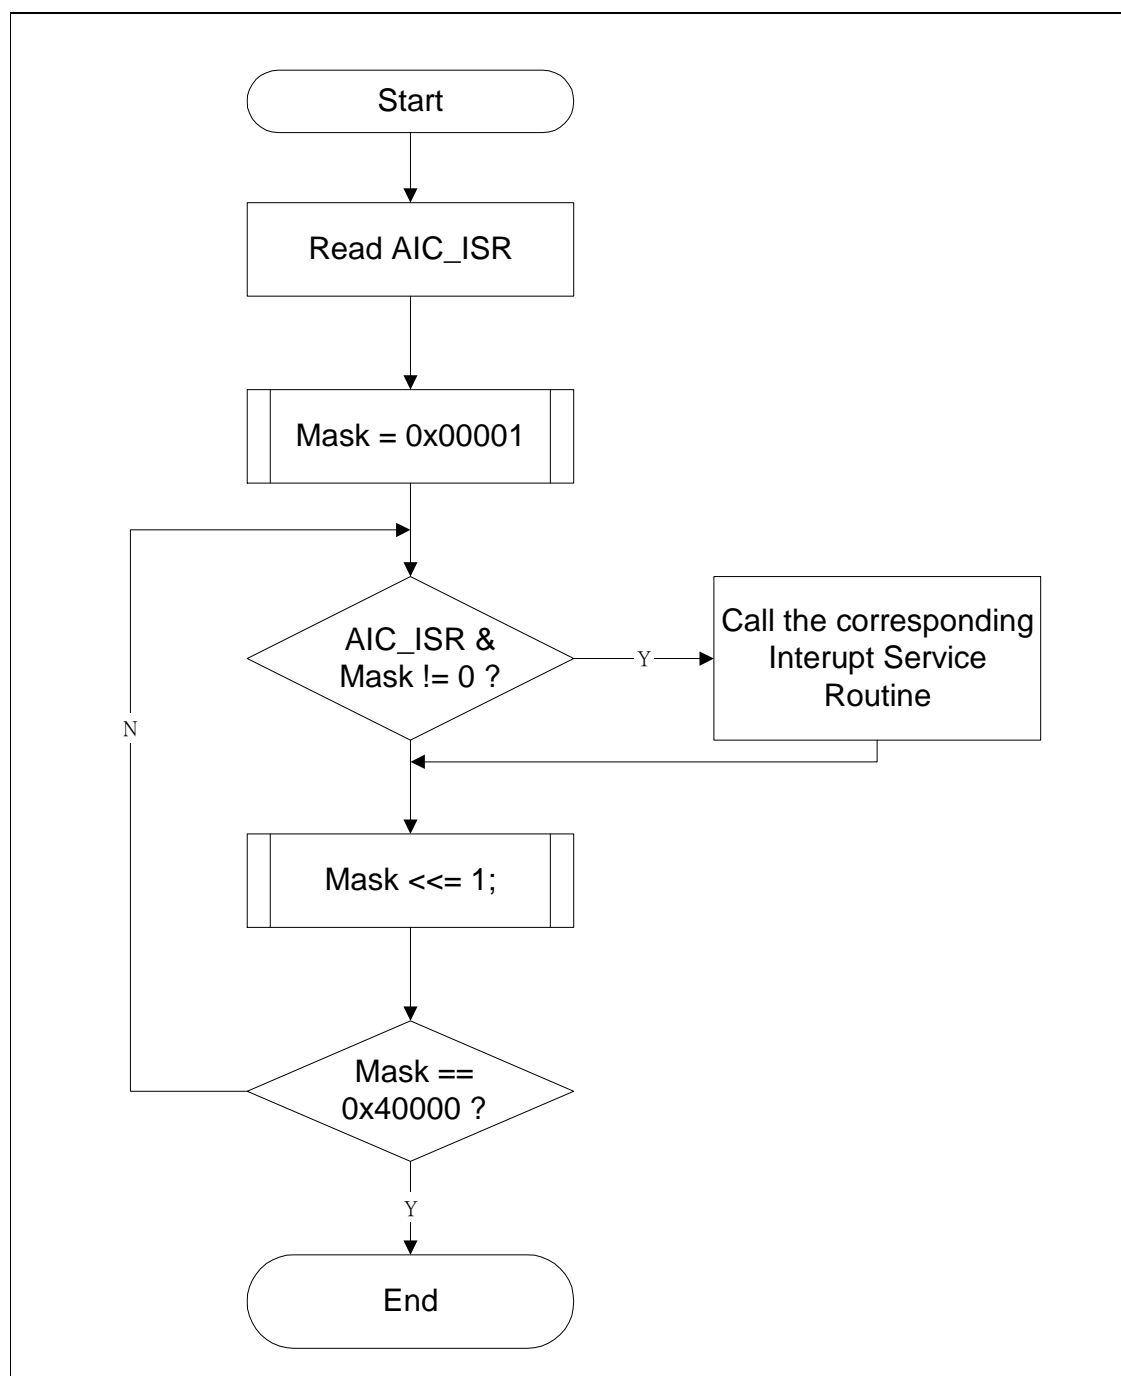 Start
Read AIC_ISR
Mask = 0x00001
AIC_ISR &
Mask != 0 ?
Y
Call the corresponding
Interupt Service
Routine
N
Mask <<= 1;
Mask ==
0x40000 ?
Y
End